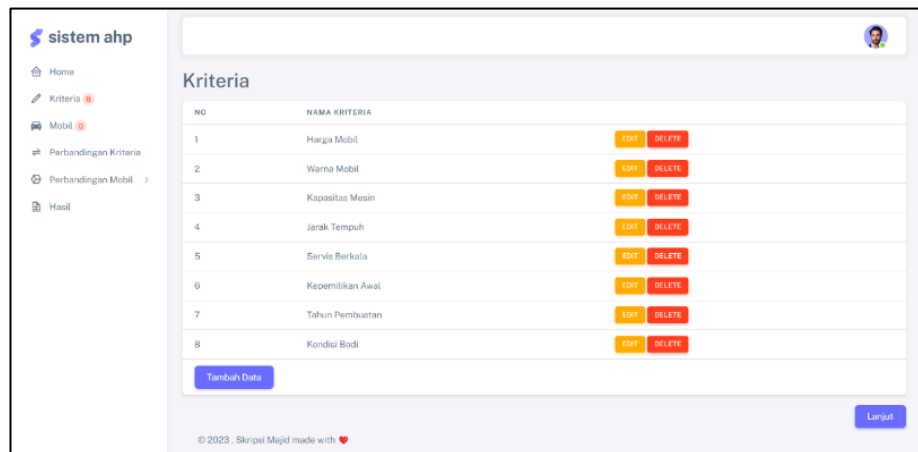 sistem ahp
Home
Kriteria 8
Mobil 0
Perbandingan Kriteria
Perbandingan Mobil >
Hasil
Kriteria
NO NAMA KRITERIA
1 Harga Mobil EDIT DELETE
2 Warna Mobil EDIT DELETE
3 Kapasitas Mesin EDIT DELETE
4 Jarak Tempuh EDIT DELETE
5 Servis Berkala EDIT DELETE
6 Kepemilikan Awal EDIT DELETE
7 Tahun Pembuatan EDIT DELETE
8 Kondisi Bodi EDIT DELETE
Tambah Data
Lanjut
© 2023 , Skripsi Majid made with ❤️